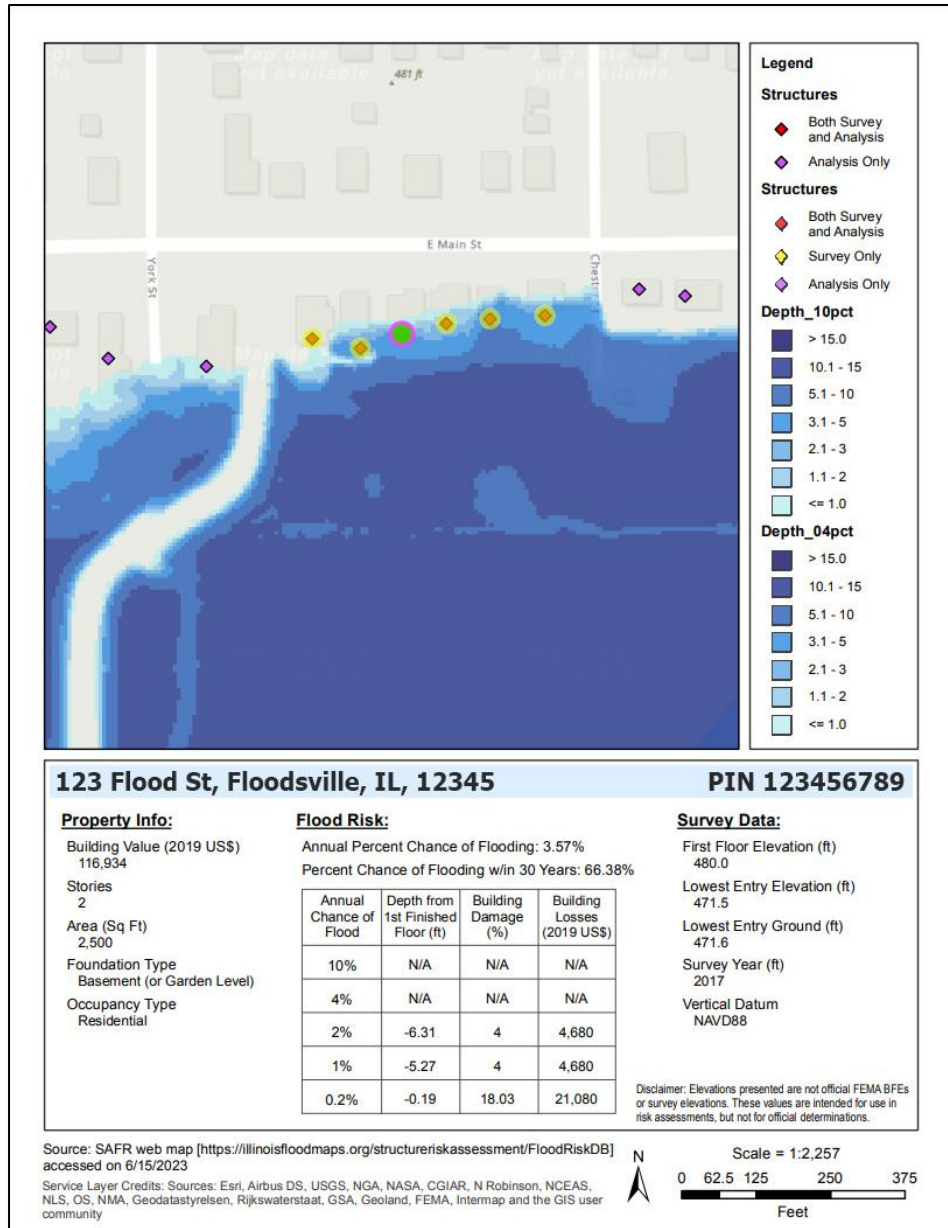 Map data
yet available
481 ft
E Main St
York St
Legend
Structures
Both Survey
and Analysis
Analysis Only
Structures
Both Survey
and Analysis
Survey Only
Analysis Only
Depth_10pct
> 15.0
10.1 - 15
5.1 - 10
3.1 - 5
2.1 - 3
1.1 - 2
<= 1.0
Depth_04pct
> 15.0
10.1 - 15
5.1 - 10
3.1 - 5
2.1 - 3
1.1 - 2
<= 1.0
123 Flood St, Floodsville, IL, 12345 PIN 123456789
Property Info:
Building Value (2019 US$)
116,934
Stories
2
Area (Sq Ft)
2,500
Foundation Type
Basement (or Garden Level)
Occupancy Type
Residential
Flood Risk:
Annual Percent Chance of Flooding: 3.57%
Percent Chance of Flooding w/in 30 Years: 66.38%
Annual Chance of Flood Depth from 1st Finished Floor (ft) Building Damage (%) Building Losses (2019 US$)
10% N/A N/A N/A
4% N/A N/A N/A
2% -6.31 4 4,680
1% -5.27 4 4,680
0.2% -0.19 18.03 21,080
Survey Data:
First Floor Elevation (ft)
480.0
Lowest Entry Elevation (ft)
471.5
Lowest Entry Ground (ft)
471.6
Survey Year (ft)
2017
Vertical Datum
NAVD88
Disclaimer: Elevations presented are not official FEMA BFEs
or survey elevations. These values are intended for use in
risk assessments, but not for official determinations.
Source: SAFR web map [https://illinoisfloodmaps.org/structureriskassessment/FloodRiskDB]
accessed on 6/15/2023
Service Layer Credits: Sources: Esri, Airbus DS, USGS, NGA, NASA, CGIAR, N Robinson, NCEAS,
NLS, OS, NMA, Geodatastyrelsen, Rijkswaterstaat, GSA, Geoland, FEMA, Intermap and the GIS user
community
N
Scale = 1:2,257
0 62.5 125 250 375
Feet